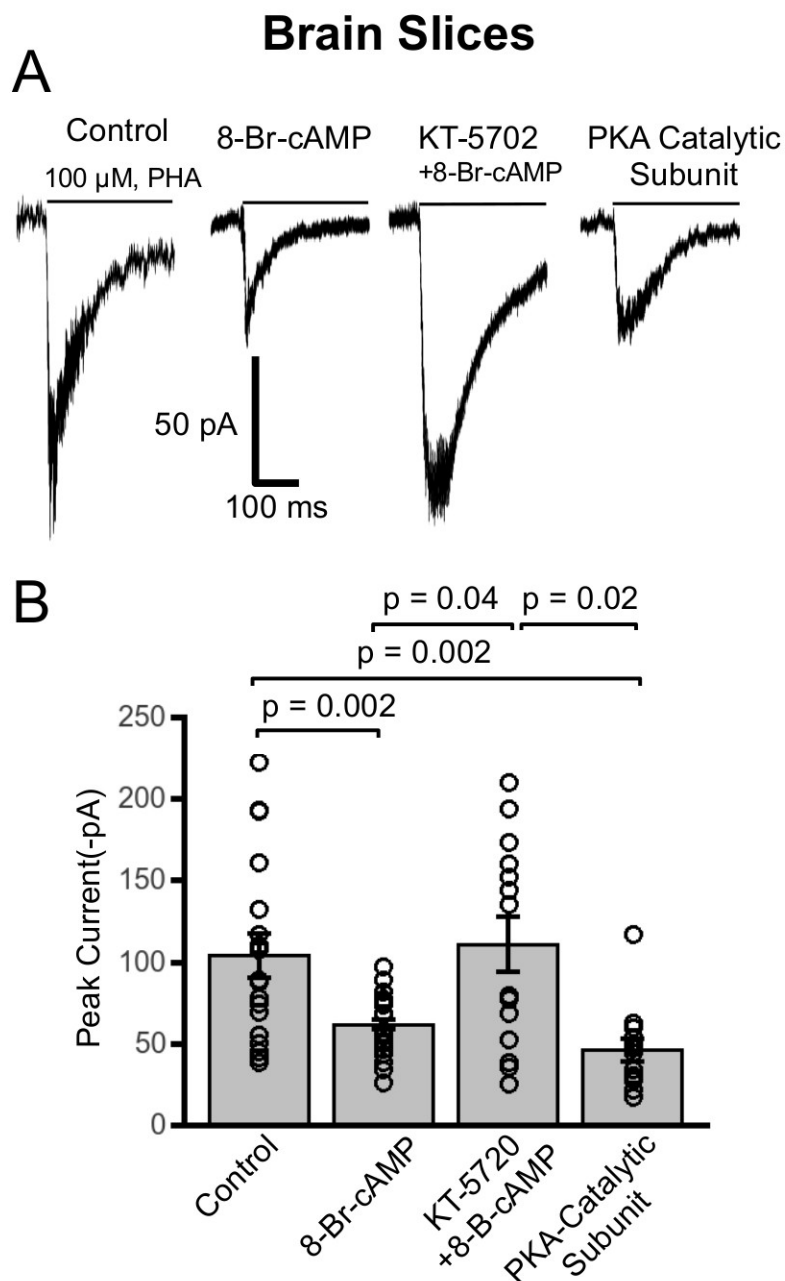 Brain Slices
A
Control
100 µM, PHA
8-Br-cAMP
KT-5702
+8-Br-cAMP
PKA Catalytic
Subunit
50 pA
100 ms
B
p = 0.04
p = 0.02
p = 0.002
p = 0.002
Peak Current(-pA)
250
200
150
100
50
0
Control
8-Br-cAMP
KT-5720
+8-B-cAMP
PKA-Catalytic
Subunit